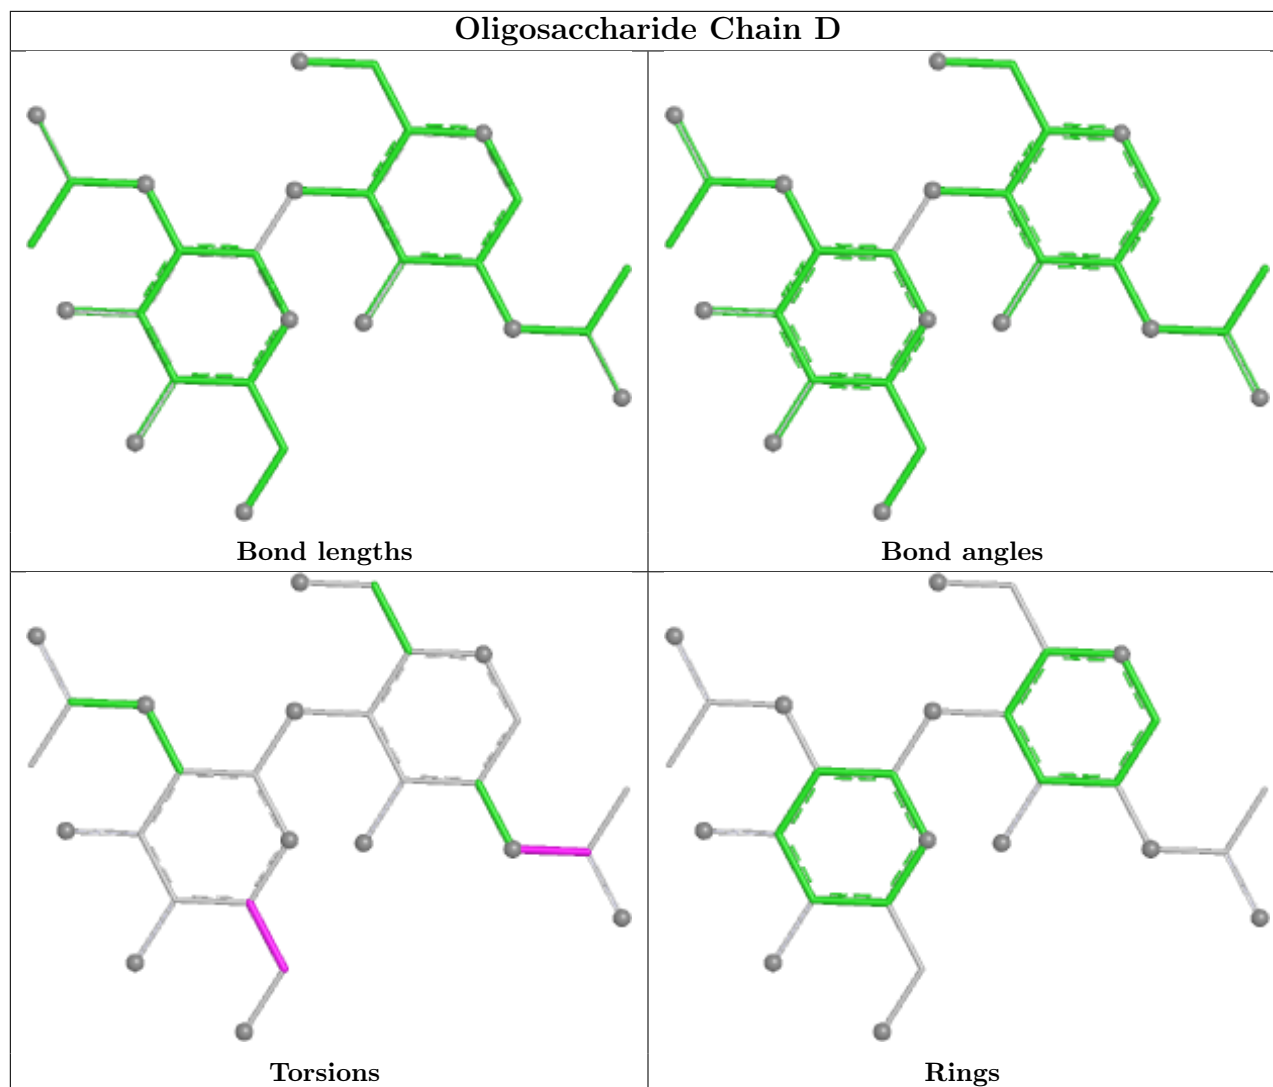 Oligosaccharide Chain D
Bond lengths
Bond angles
Torsions
Rings